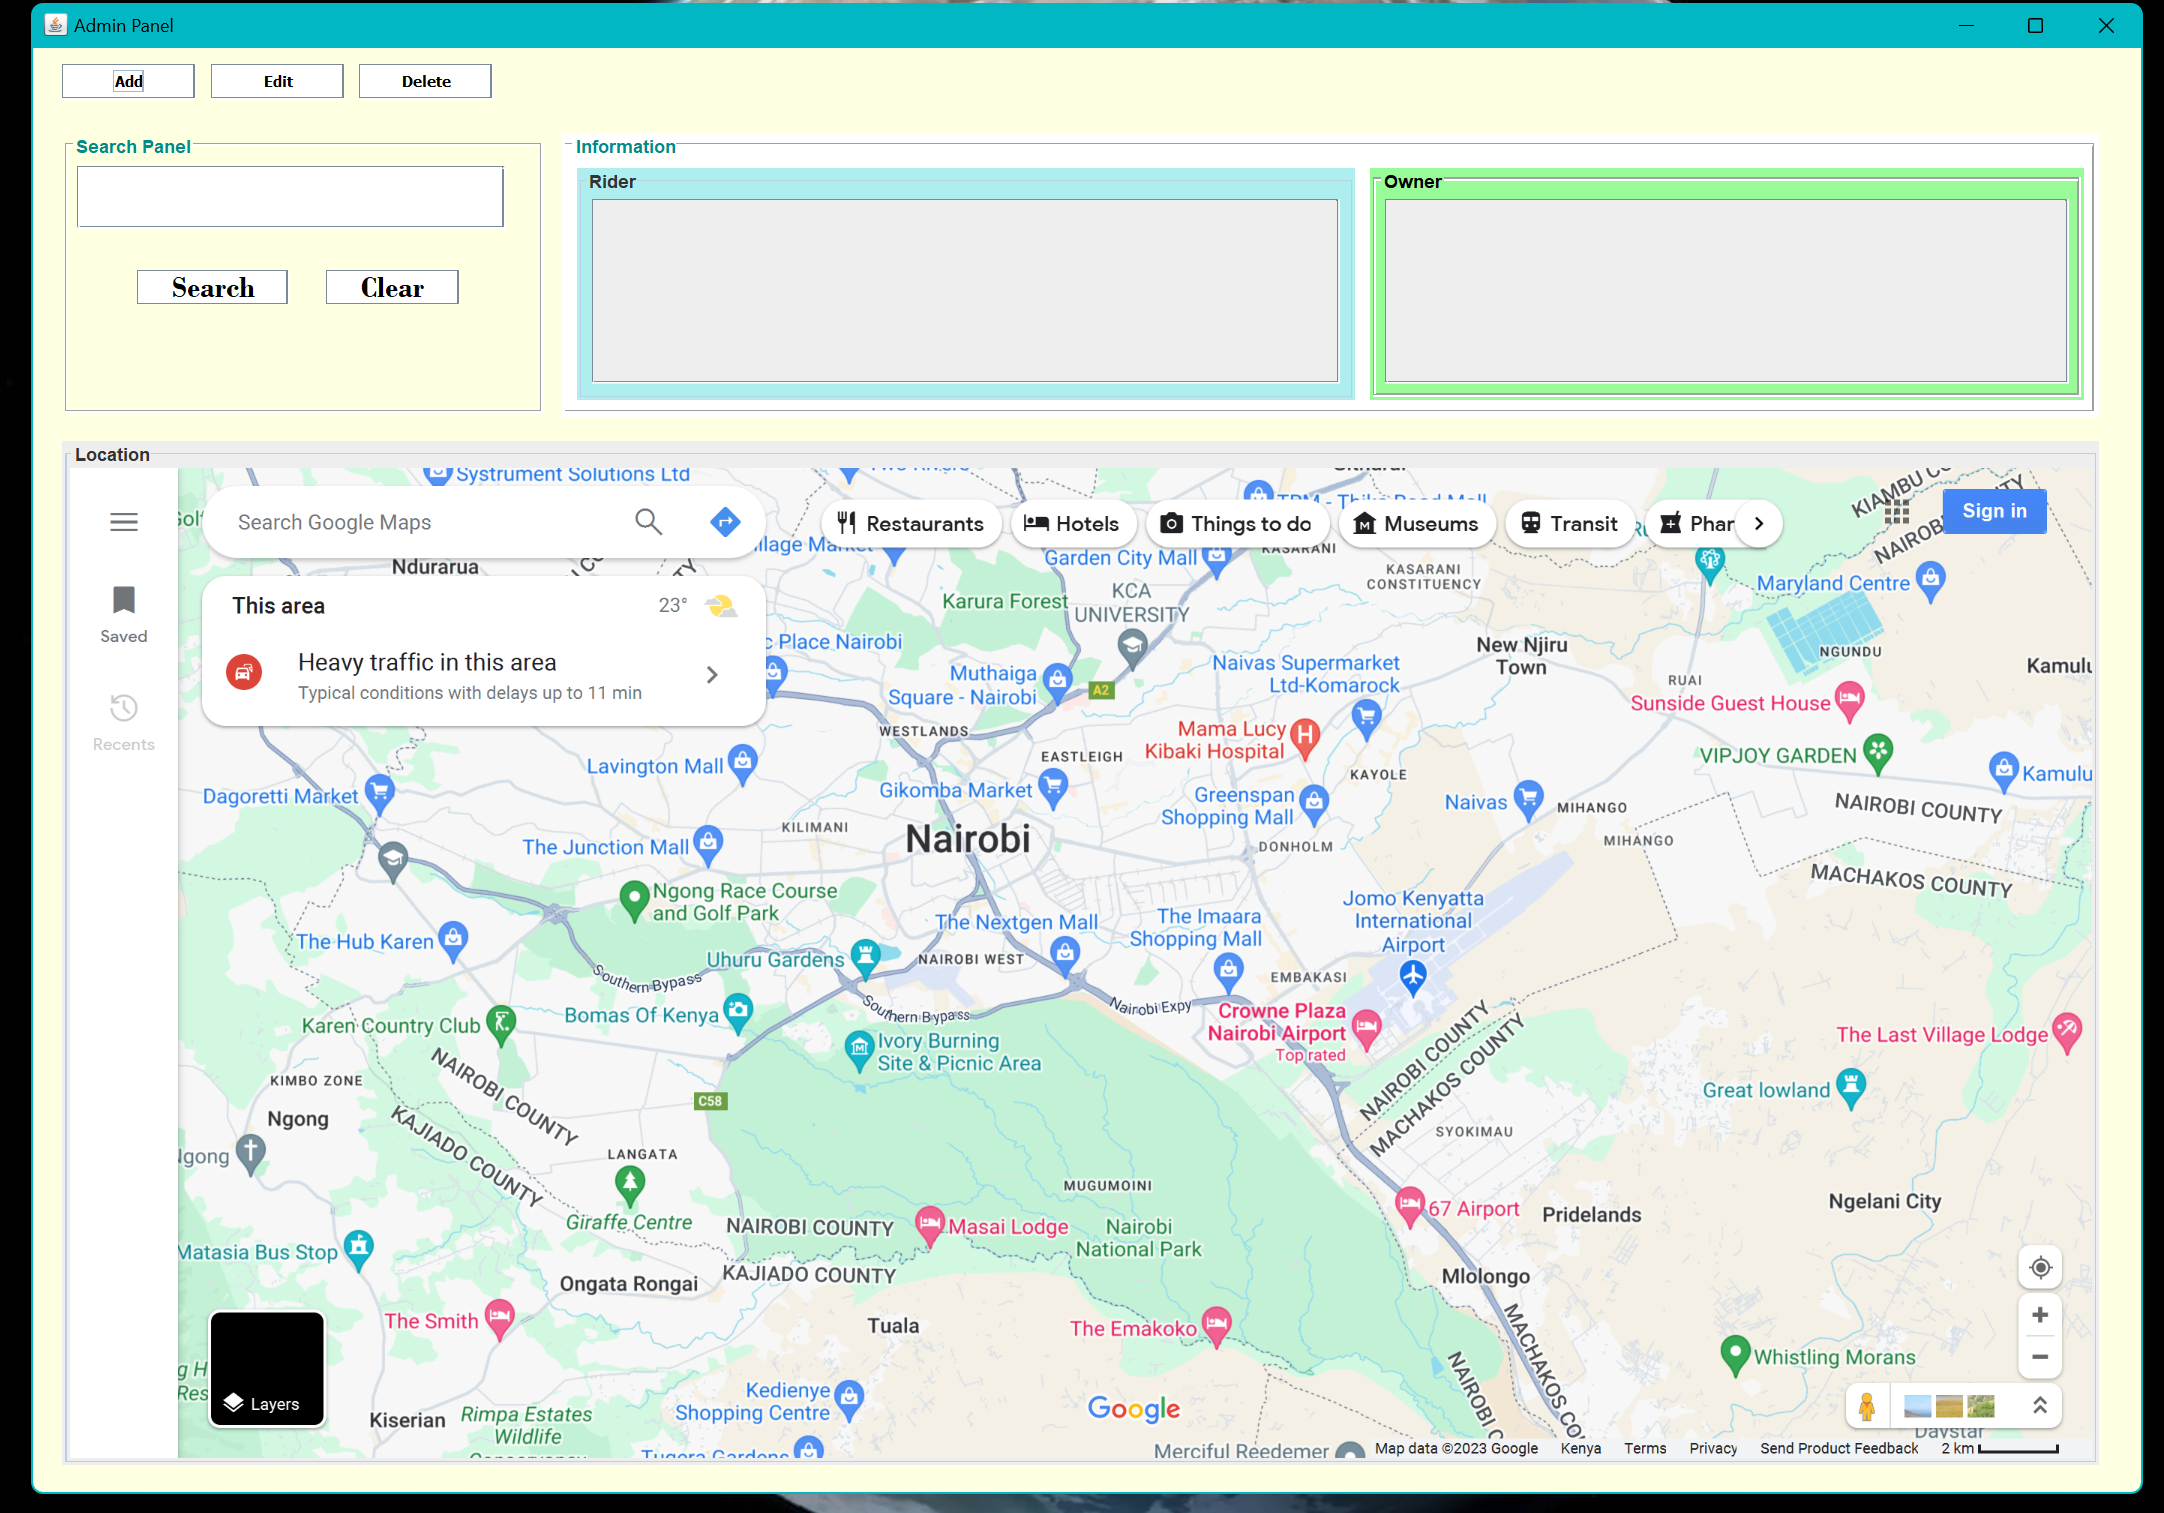 Admin Panel
Add
Edit
Delete
Search Panel
Search
Clear
Information
Rider
Owner
Location
Saved
Recents
Search Google Maps
Restaurants
Hotels
Things to do
Museums
Transit
Phar
Sign in
This area
23°
Heavy traffic in this area
Typical conditions with delays up to 11 min
Systrument Solutions Ltd
TRM - Thika Road Mall
KIAMBU CO
NAIROBI COUNTY
Ndurarua
Garden City Mall
KASARANI
KASARANI
CONSTITUENCY
Maryland Centre
Karura Forest
KCA
UNIVERSITY
New Njiru
Town
NGUNDU
Kamulu
c Place Nairobi
Muthaiga
Square - Nairobi
A2
Naivas Supermarket
Ltd-Komarock
RUAI
Sunside Guest House
WESTLANDS
EASTLEIGH
Mama Lucy
Kibaki Hospital
VIPJOY GARDEN
Lavington Mall
KAYOLE
Kamulu
Dagoretti Market
Gikomba Market
Greenspan
Shopping Mall
Naivas
MIHANGO
NAIROBI COUNTY
KILIMANI
Nairobi
The Junction Mall
DONHOLM
MIHANGO
MACHAKOS COUNTY
Ngong Race Course
and Golf Park
Jomo Kenyatta
International
Airport
The Nextgen Mall
The Imaara
Shopping Mall
The Hub Karen
Uhuru Gardens
NAIROBI WEST
EMBAKASI
Southern Bypass
Southern Bypass
Nairobi Expy
Karen Country Club
Bomas Of Kenya
Crowne Plaza
Nairobi Airport
Top rated
Ivory Burning
Site & Picnic Area
NAIROBI COUNTY
MACHAKOS COUNTY
The Last Village Lodge
KIMBO ZONE
NAIROBI COUNTY
KAJIADO COUNTY
C58
Great lowland
Ngong
SYOKIMAU
Ngong
LANGATA
MUGUMOINI
Giraffe Centre
NAIROBI COUNTY
KAJIADO COUNTY
Masai Lodge
Nairobi
National Park
67 Airport
Pridelands
Ngelani City
Matasia Bus Stop
Ongata Rongai
Mlolongo
The Smith
Tuala
The Emakoko
MACHAKOS CO
NAIROBI C
Whistling Morans
Layers
Kedienye
Shopping Centre
Google
Kiserian
Rimpa Estates
Wildlife
Conservancy
Tugera Gardens
Merciful Reedemer
Daystar
Map data ©2023 Google
Kenya
Terms
Privacy
Send Product Feedback
2 km